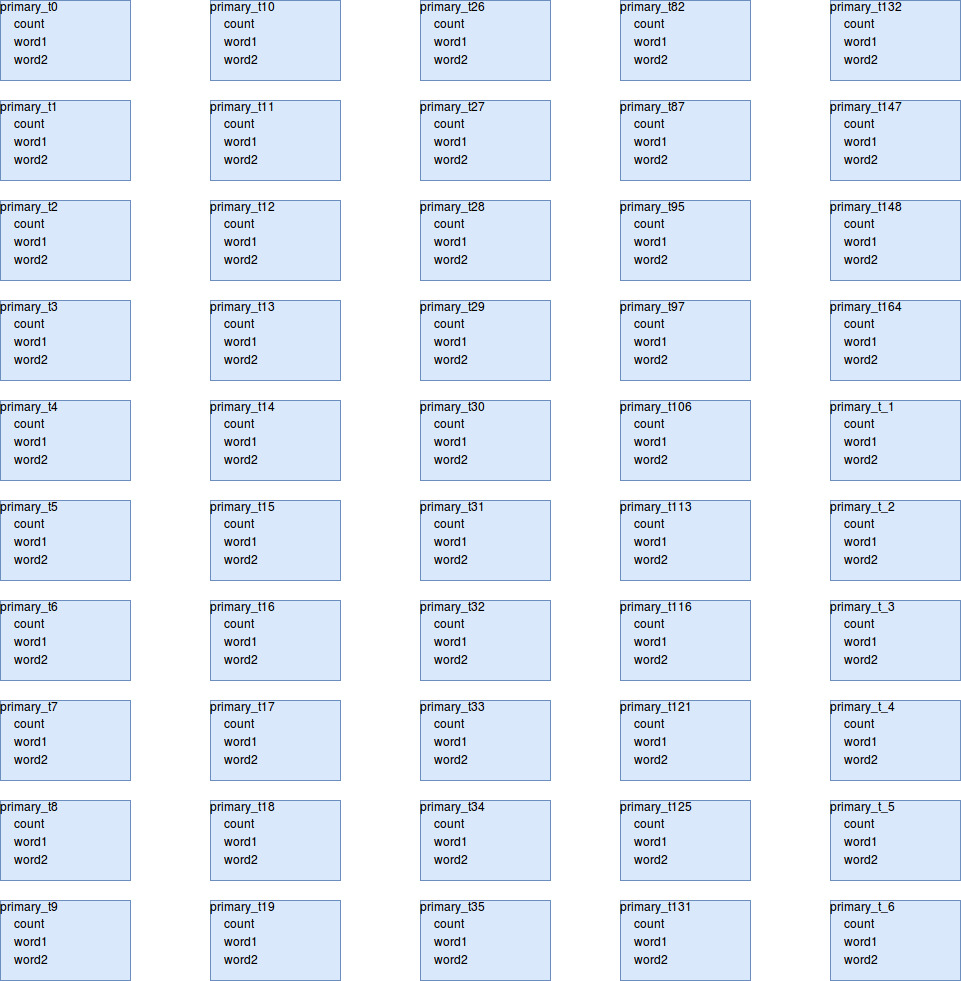 primary_t0
count
word1
word2
primary_t1
count
word1
word2
primary_t2
count
word1
word2
primary_t3
count
word1
word2
primary_t4
count
word1
word2
primary_t5
count
word1
word2
primary_t6
count
word1
word2
primary_t7
count
word1
word2
primary_t8
count
word1
word2
primary_t9
count
word1
word2
primary_t10
count
word1
word2
primary_t11
count
word1
word2
primary_t12
count
word1
word2
primary_t13
count
word1
word2
primary_t14
count
word1
word2
primary_t15
count
word1
word2
primary_t16
count
word1
word2
primary_t17
count
word1
word2
primary_t18
count
word1
word2
primary_t19
count
word1
word2
primary_t26
count
word1
word2
primary_t27
count
word1
word2
primary_t28
count
word1
word2
primary_t29
count
word1
word2
primary_t30
count
word1
word2
primary_t31
count
word1
word2
primary_t32
count
word1
word2
primary_t33
count
word1
word2
primary_t34
count
word1
word2
primary_t35
count
word1
word2
primary_t82
count
word1
word2
primary_t87
count
word1
word2
primary_t95
count
word1
word2
primary_t97
count
word1
word2
primary_t106
count
word1
word2
primary_t113
count
word1
word2
primary_t116
count
word1
word2
primary_t121
count
word1
word2
primary_t125
count
word1
word2
primary_t131
count
word1
word2
primary_t132
count
word1
word2
primary_t147
count
word1
word2
primary_t148
count
word1
word2
primary_t164
count
word1
word2
primary_t_1
count
word1
word2
primary_t_2
count
word1
word2
primary_t_3
count
word1
word2
primary_t_4
count
word1
word2
primary_t_5
count
word1
word2
primary_t_6
count
word1
word2